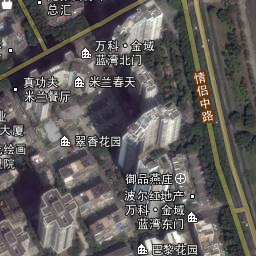 总汇
万科·金域
蓝湾北门
情侣中路
真功夫
米兰春天
米兰餐厅
业
大厦
翠香花园
绘画
院
御品燕庄
波尔红地产
万科·金域
蓝湾东门
巴黎花园